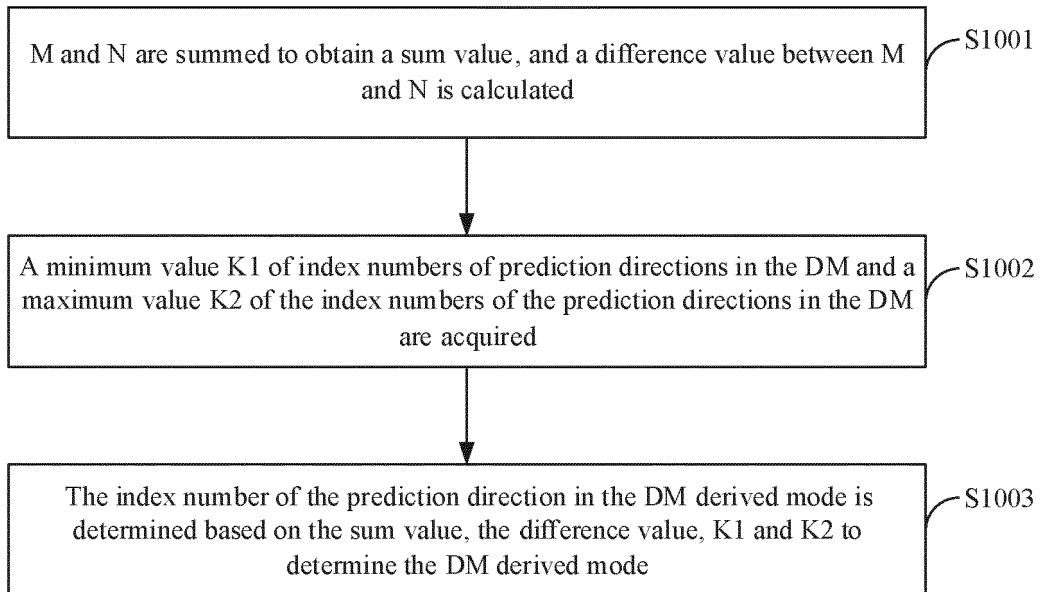 M and N are summed to obtain a sum value, and a difference value between M
and N is calculated
S1001
A minimum value K1 of index numbers of prediction directions in the DM and a
maximum value K2 of the index numbers of the prediction directions in the DM
are acquired
S1002
The index number of the prediction direction in the DM derived mode is
determined based on the sum value, the difference value, K1 and K2 to
determine the DM derived mode
S1003